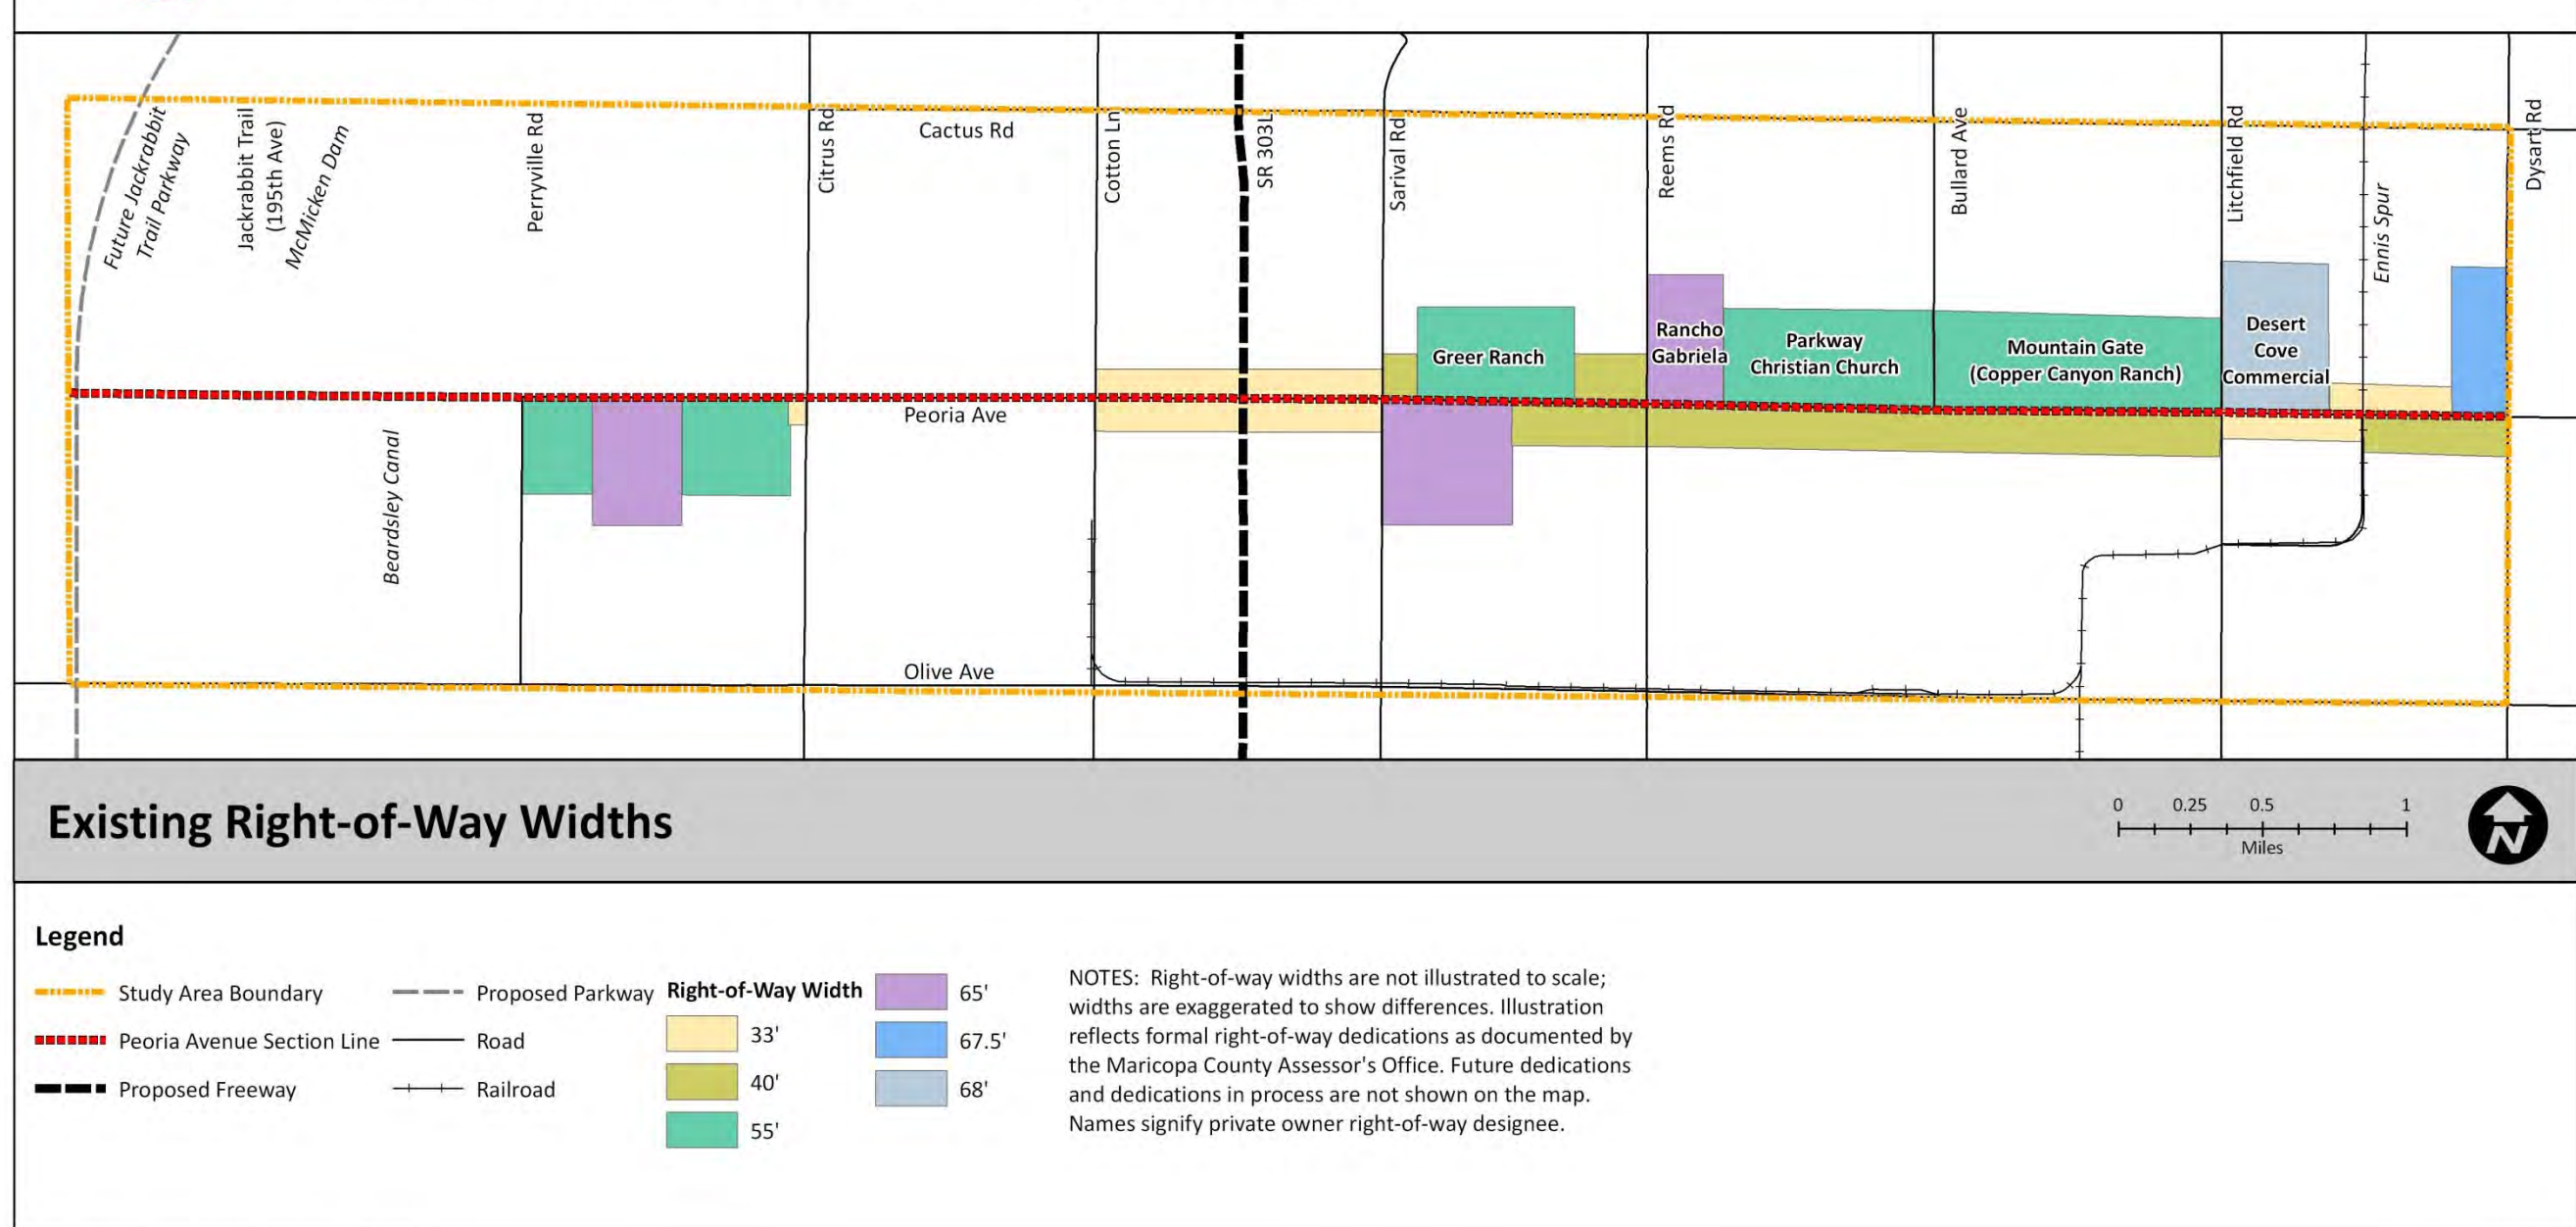 Future Jackrabbit
Trail Parkway
Jackrabbit Trail
(195th Ave)
McMicken Dam
Perryville Rd
Citrus Rd
Cactus Rd
Cotton Ln
SR 303L
Sarival Rd
Reems Rd
Bullard Ave
Litchfield Rd
Ennis Spur
Dysart Rd
Greer Ranch
Rancho
Gabriela
Parkway
Christian Church
Mountain Gate
(Copper Canyon Ranch)
Desert
Cove
Commercial
Peoria Ave
Beardsley Canal
Olive Ave
Existing Right-of-Way Widths
0 0.25 0.5 1
Miles
N
Legend
Study Area Boundary
Peoria Avenue Section Line
Proposed Freeway
Proposed Parkway
Road
Railroad
Right-of-Way Width
33'
40'
55'
65'
67.5'
68'
NOTES: Right-of-way widths are not illustrated to scale;
widths are exaggerated to show differences. Illustration
reflects formal right-of-way dedications as documented by
the Maricopa County Assessor's Office. Future dedications
and dedications in process are not shown on the map.
Names signify private owner right-of-way designee.